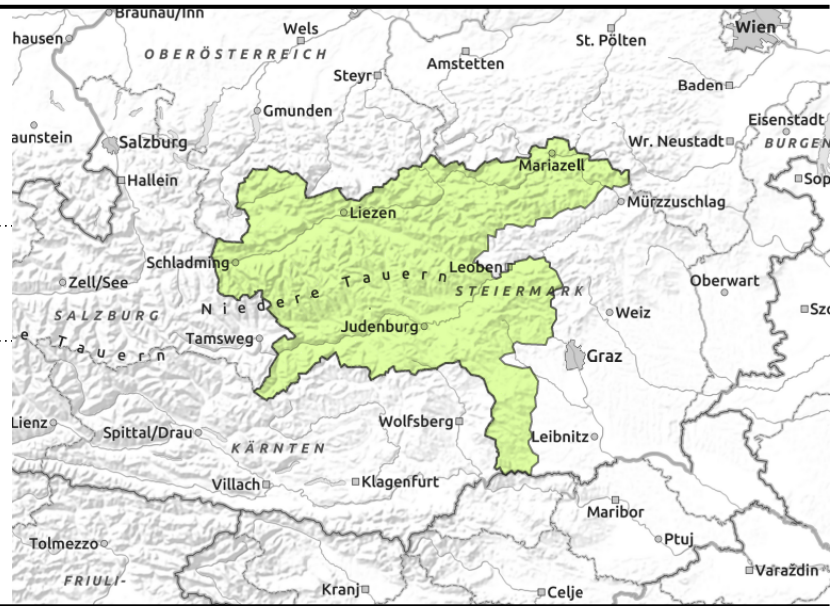 Braunau/Inn
Wels
Wien
hausen
St. Pölten
OBERÖSTERREICH
Amstetten
Steyr
Baden
Gmunden
Eisenstadt
aunstein
Salzburg
Wr. Neustadt
BURGEN
Mariazell
Hallein
Sop
Mürzzuschlag
Liezen
Schladming
Leoben
Zell/See
Oberwart
Niedere Tauern
STEIERMARK
SALZBURG
Weiz
Szo
Judenburg
e Tauern
Tamsweg
Graz
Lienz
Wolfsberg
Spittal/Drau
Leibnitz
KÄRNTEN
Villach
Klagenfurt
Maribor
Tolmezzo
Ptuj
Varaždin
FRIULI-
Kranj
Celje